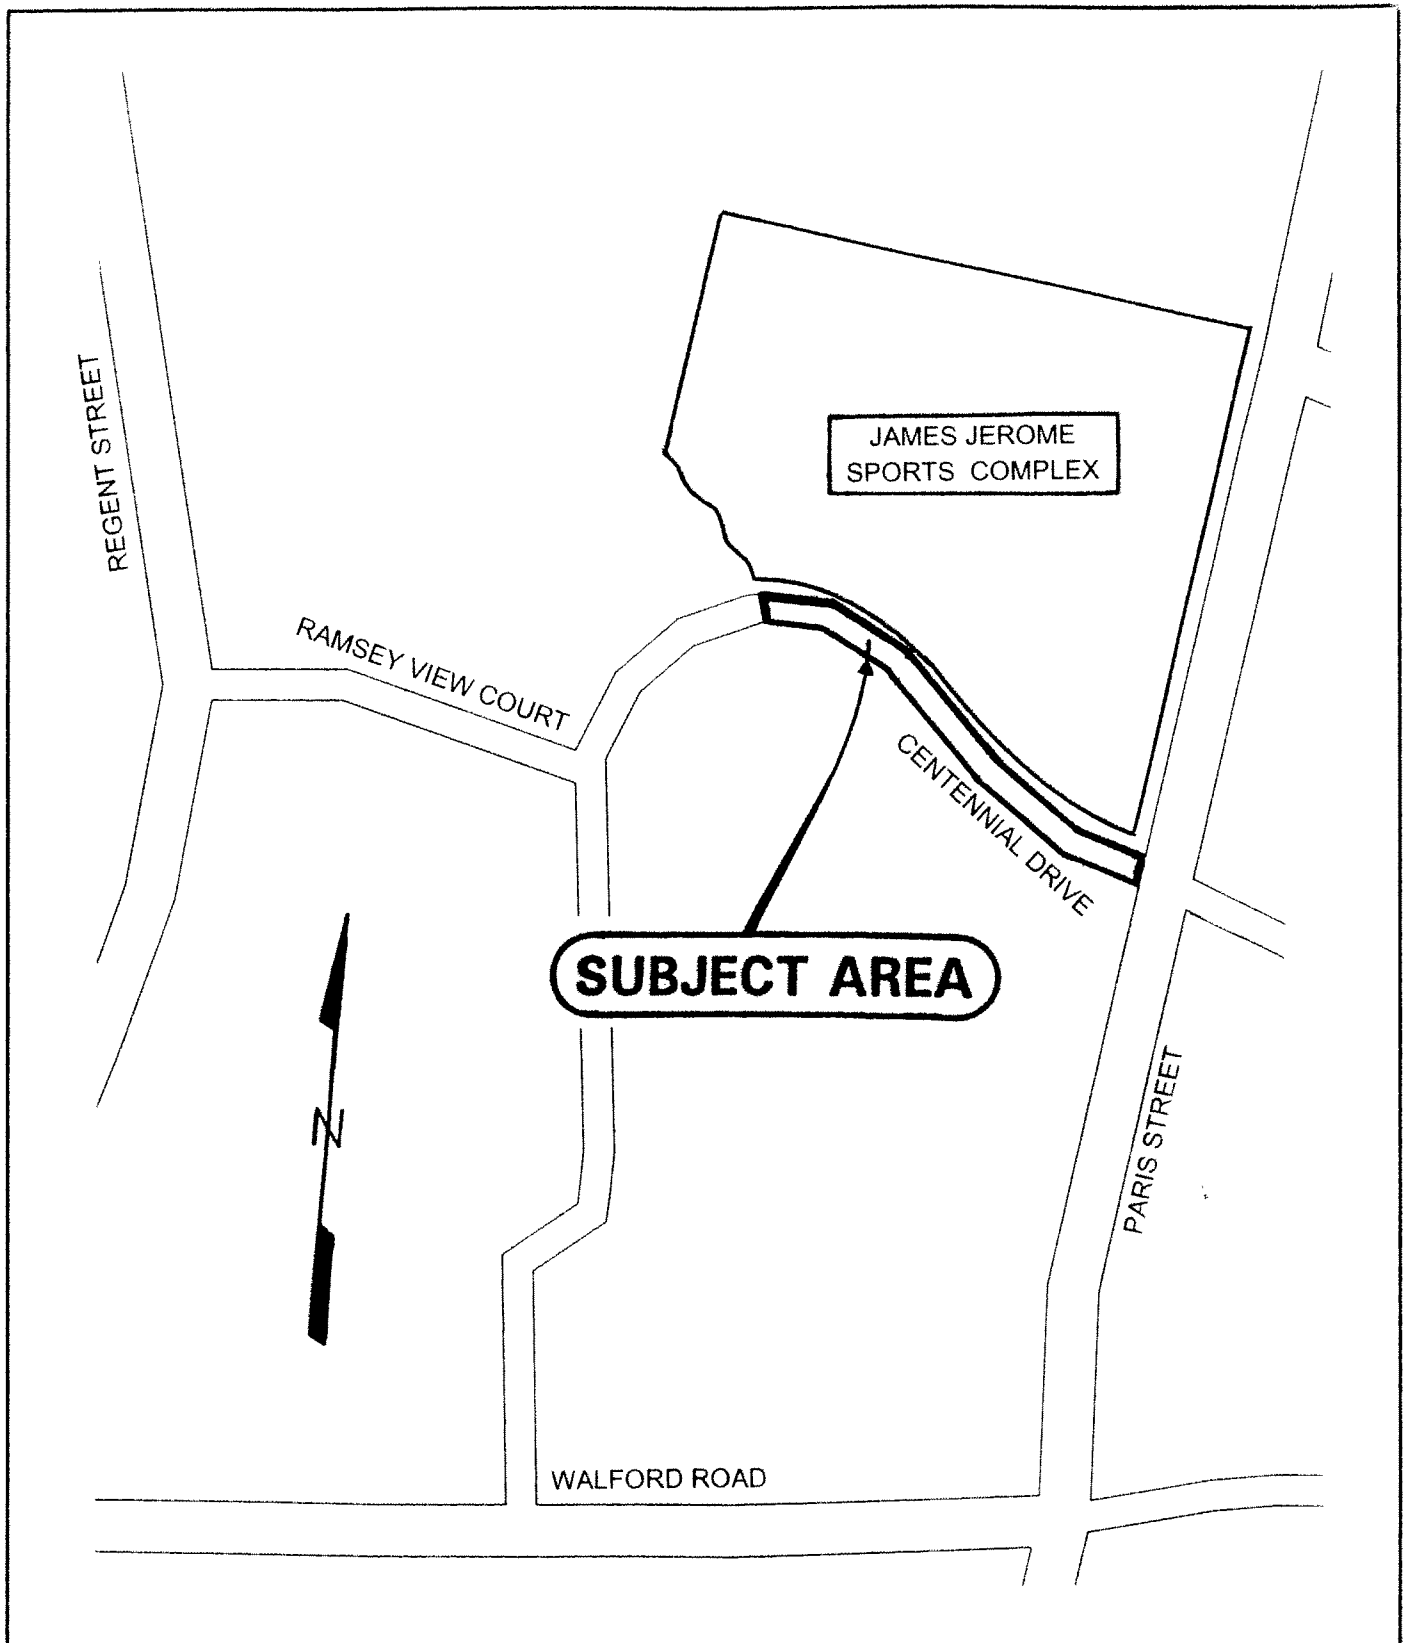 JAMES JEROME
SPORTS COMPLEX
REGENT STREET
RAMSEY VIEW COURT
CENTENNIAL DRIVE
SUBJECT AREA
N
PARIS STREET
WALFORD ROAD